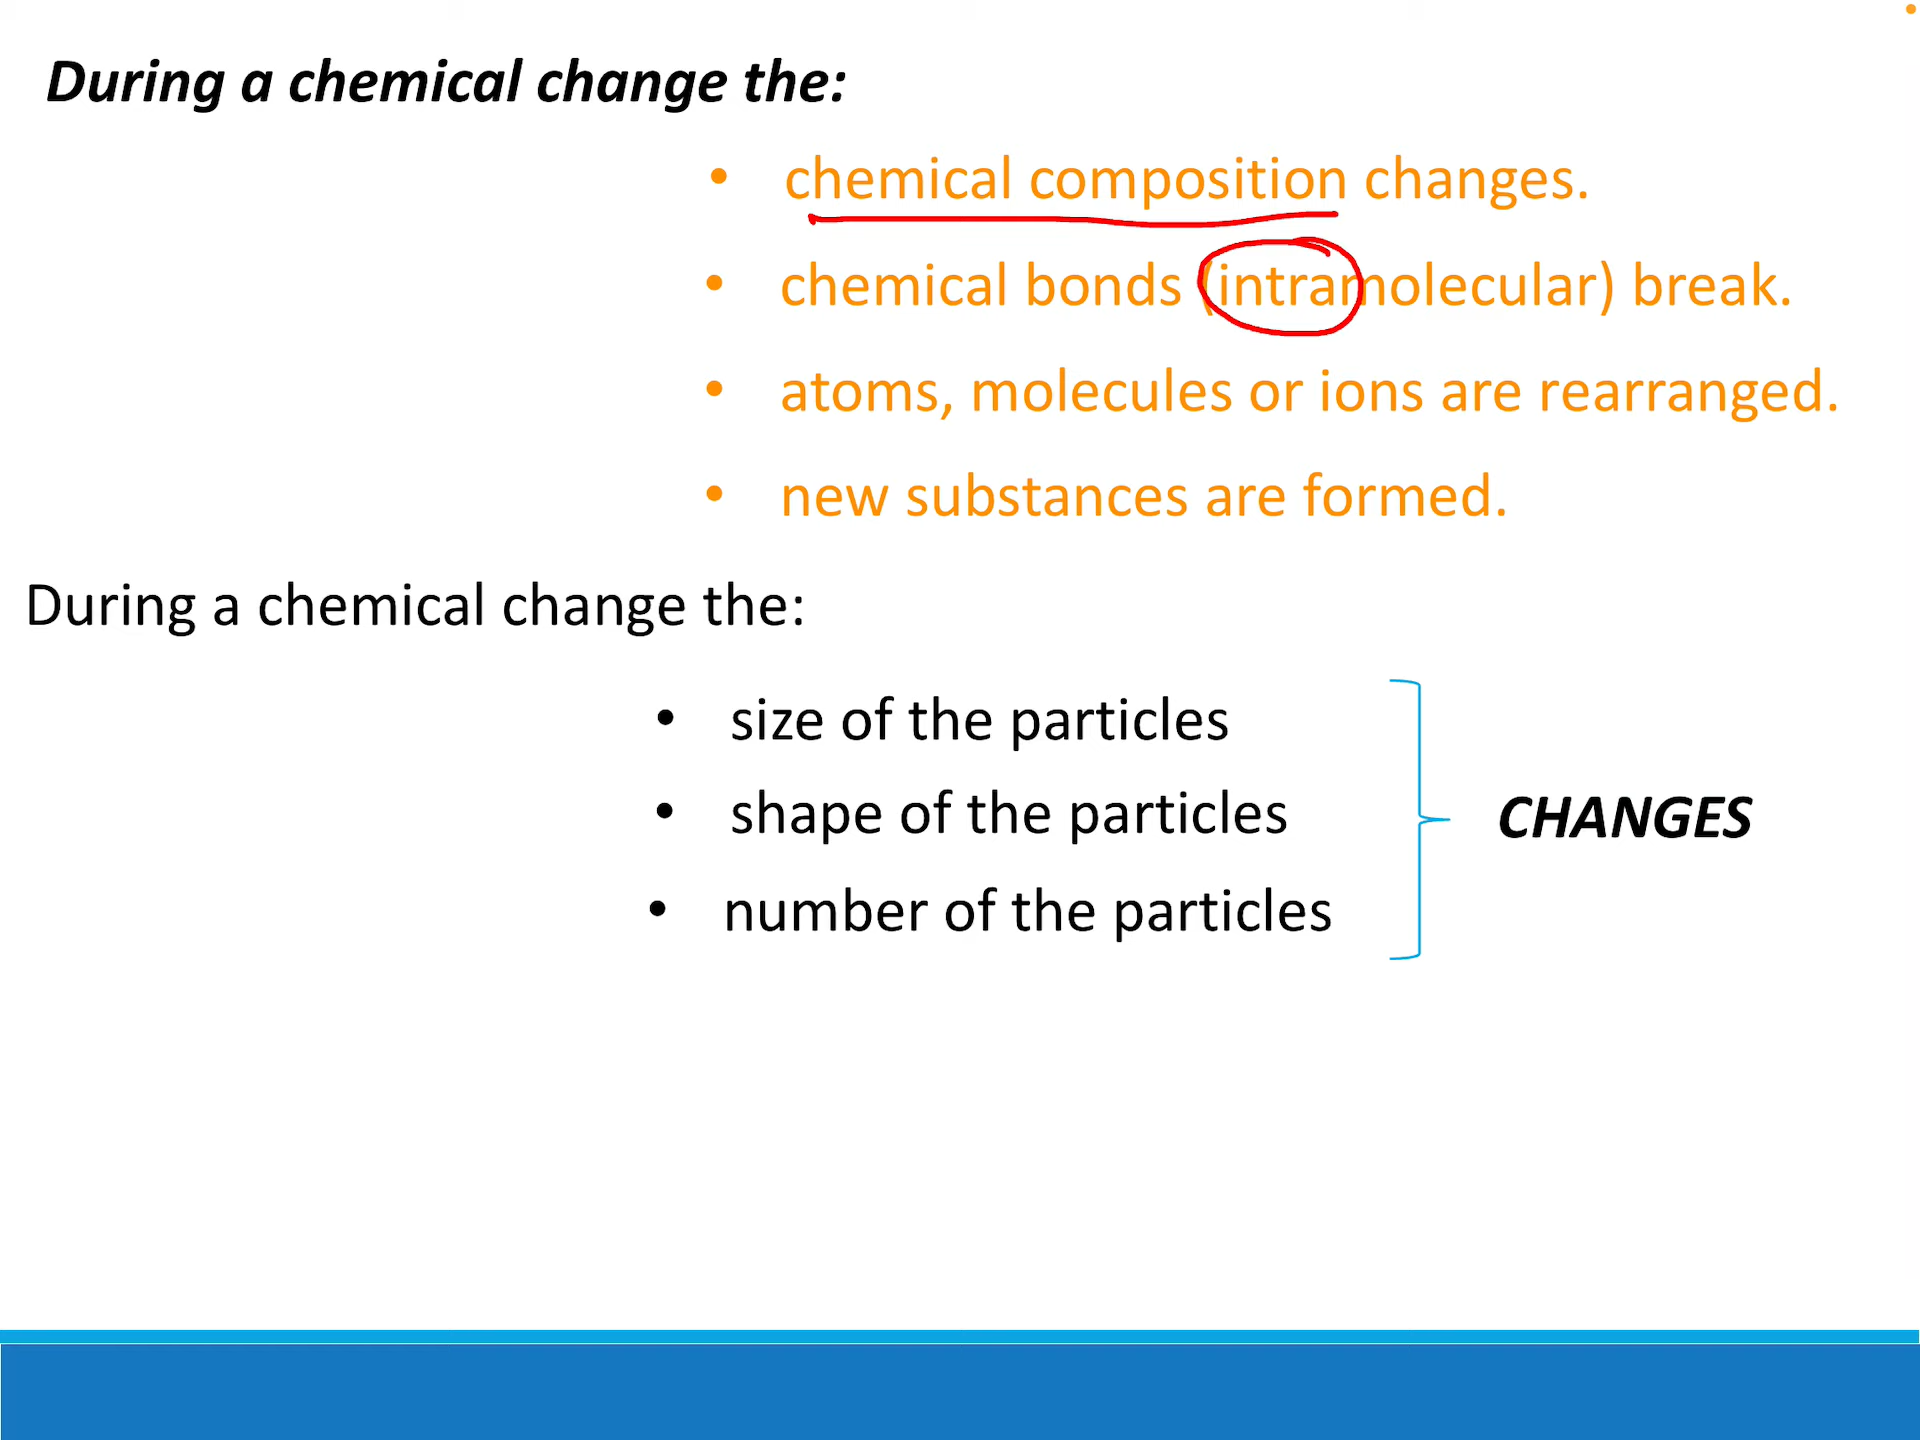 During a chemical change the:
• chemical composition changes.
• chemical bonds (intramolecular) break.
• atoms, molecules or ions are rearranged.
• new substances are formed.
During a chemical change the:
• size of the particles
• shape of the particles
CHANGES
• number of the particles